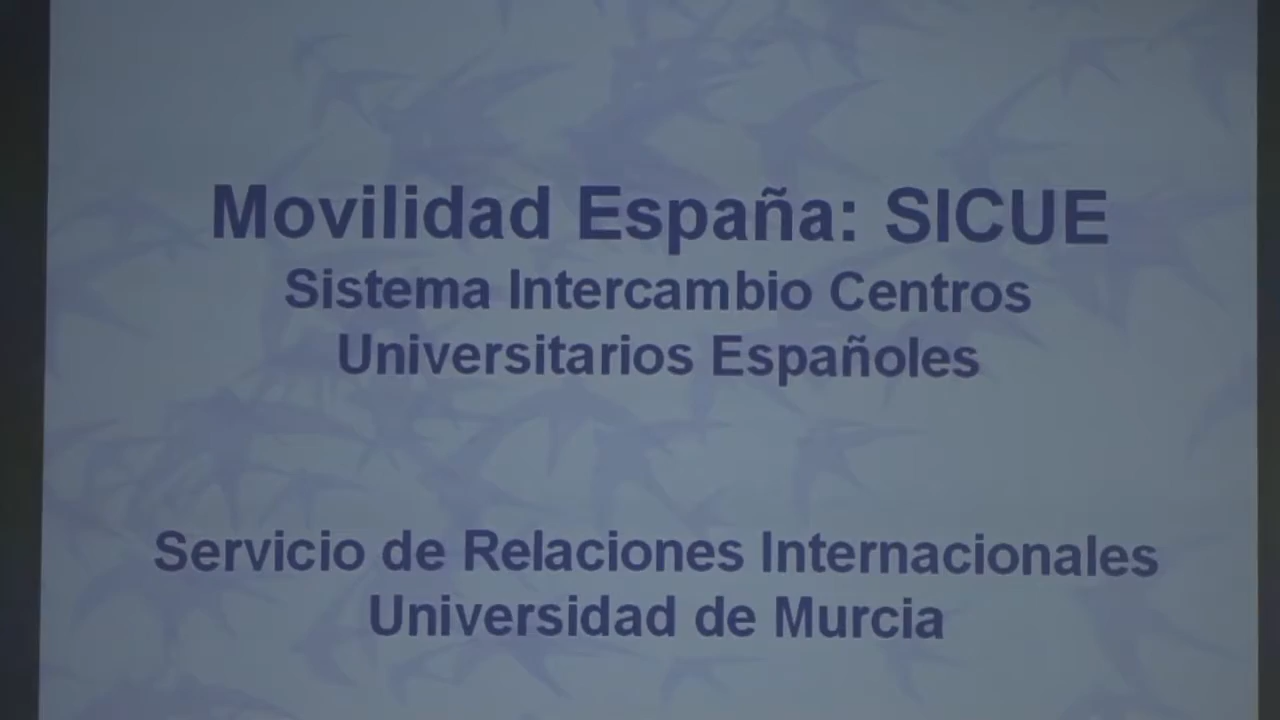 Movilidad España: SICUE
Sistema Intercambio Centros
Universitarios Españoles
Servicio de Relaciones Internacionales
Universidad de Murcia